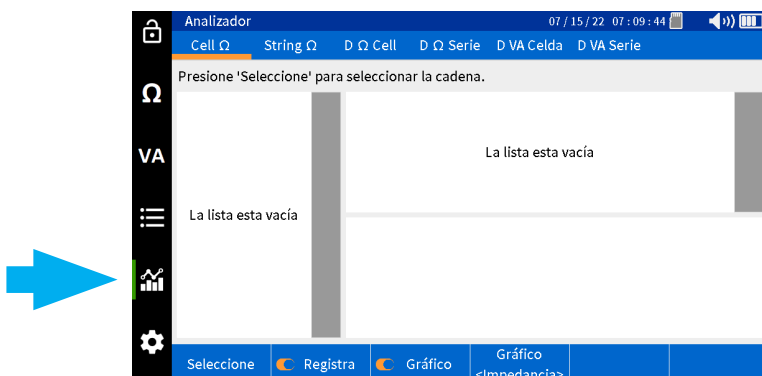 Analizador
07/15/22 07:09:44
Cell Ω String Ω D Ω Cell D Ω Serie D VA Celda D VA Serie
Presione 'Seleccione' para seleccionar la cadena.
Ω
VA
La lista esta vacía
La lista esta vacía
Seleccione Registra Gráfico Gráfico
<Impedancia>